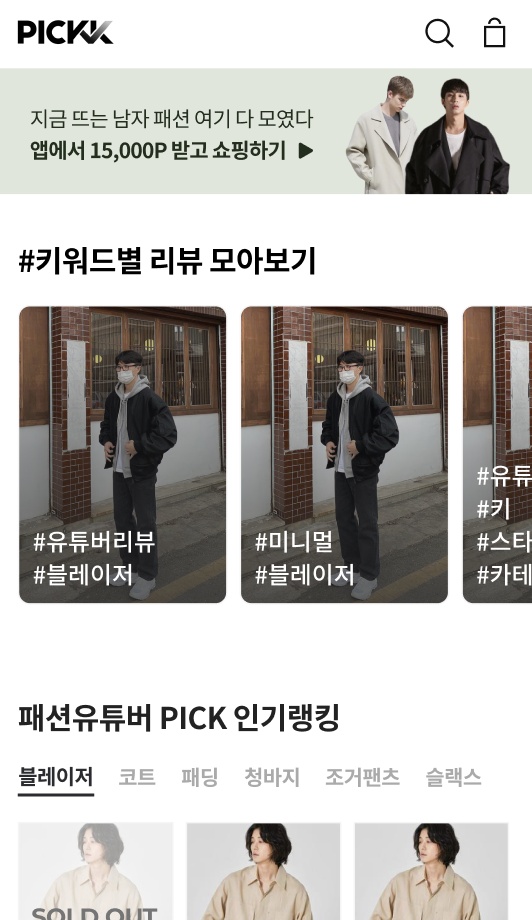 PICKK
지금 뜨는 남자 패션 여기 다 모였다
앱에서 15,000P 받고 쇼핑하기
#키워드별 리뷰 모아보기
#유튜버리뷰
#블레이저
#미니멀
#블레이저
#유튜
#키
#스타
#카테
패션유튜버 PICK 인기랭킹
블레이저 코트 패딩 청바지 조거팬츠 슬랙스
SOLD OUT